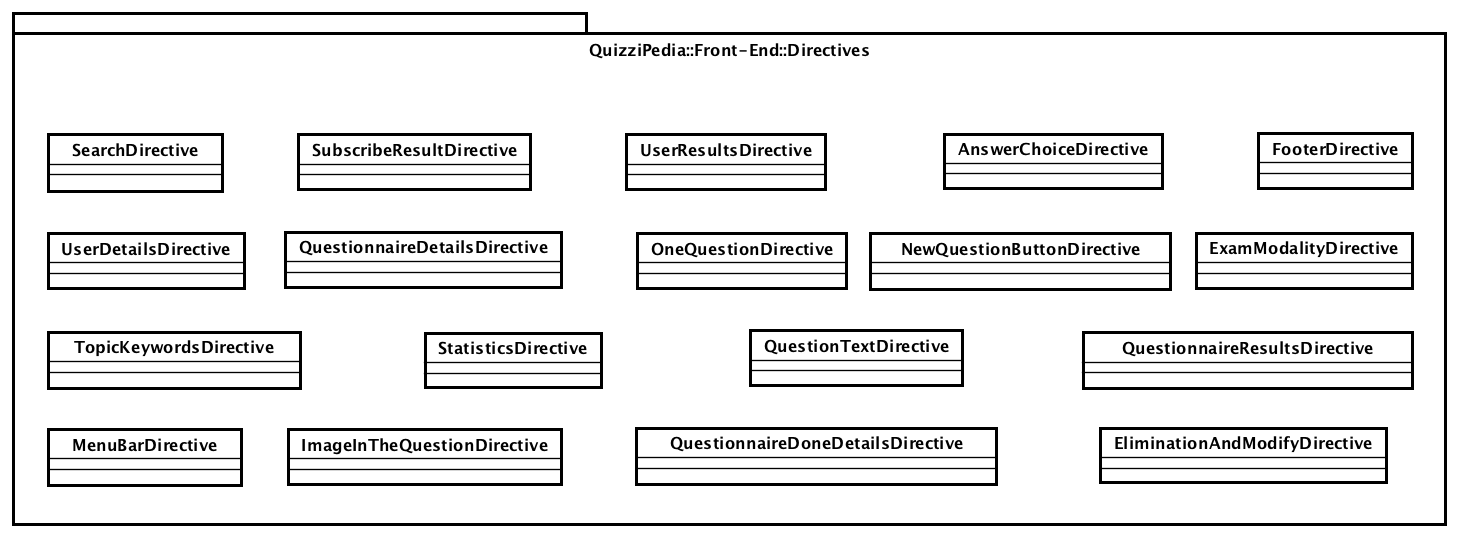 QuizziPedia::Front-End::Directives
SearchDirective
SubscribeResultDirective
UserResultsDirective
AnswerChoiceDirective
FooterDirective
UserDetailsDirective
QuestionnaireDetailsDirective
OneQuestionDirective
NewQuestionButtonDirective
ExamModalityDirective
TopicKeywordsDirective
StatisticsDirective
QuestionTextDirective
QuestionnaireResultsDirective
MenuBarDirective
ImageInTheQuestionDirective
QuestionnaireDoneDetailsDirective
EliminationAndModifyDirective